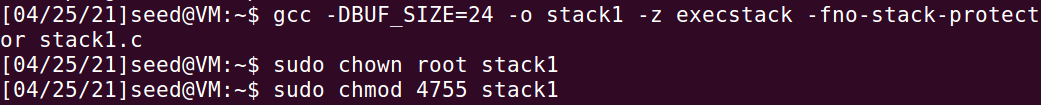 [04/25/21]seed@VM:~$ gcc -DBUF_SIZE=24 -o stack1 -z execstack -fno-stack-protect
or stack1.c
[04/25/21]seed@VM:~$ sudo chown root stack1
[04/25/21]seed@VM:~$ sudo chmod 4755 stack1